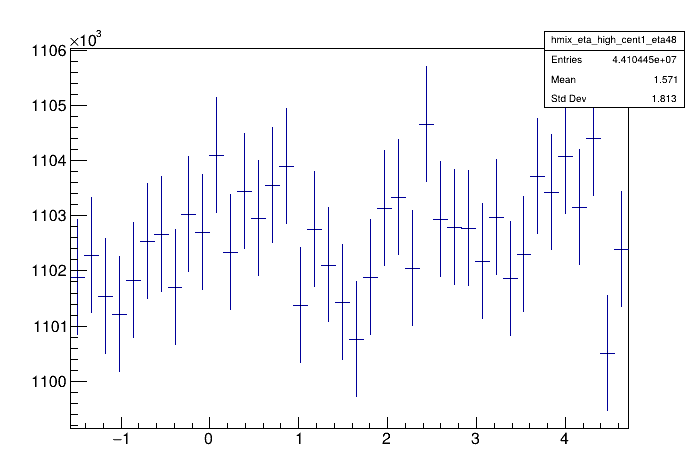 ×10³
hmix_eta_high_cent1_eta48
Entries 4.410445e+07
Mean 1.571
Std Dev 1.813
1106
1105
1104
1103
1102
1101
1100
−1 0 1 2 3 4